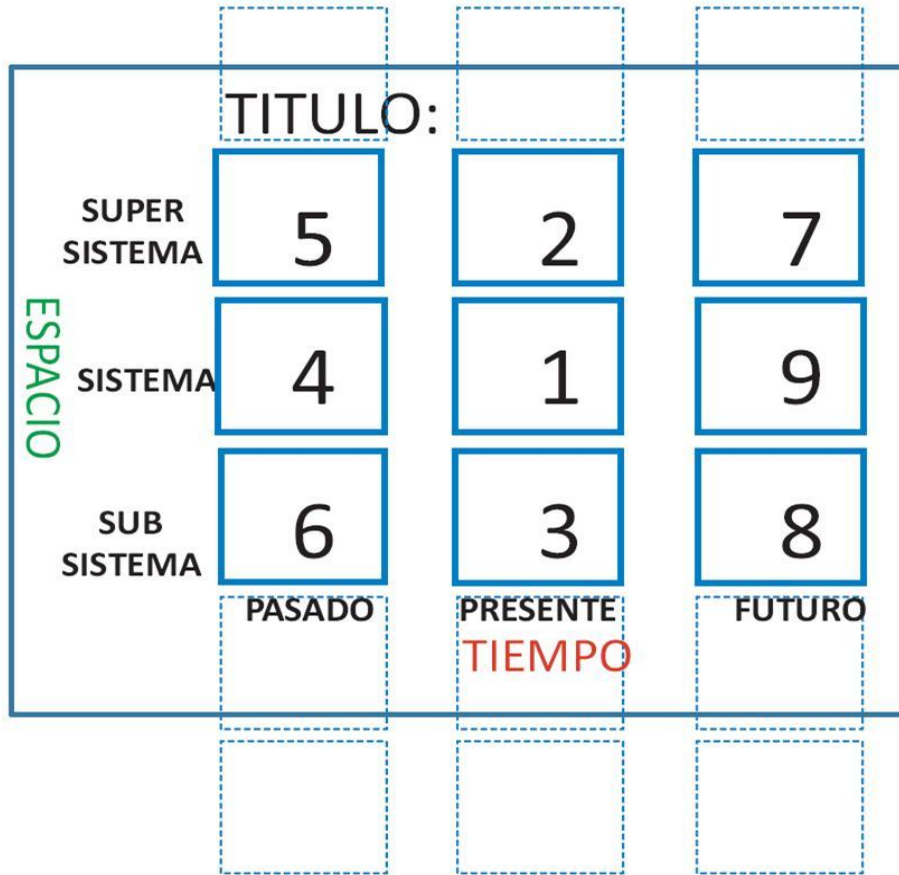 TITULO:
SUPER
SISTEMA
5
2
7
ESPACIO
SISTEMA
4
1
9
SUB
SISTEMA
6
3
8
PASADO
PRESENTE
FUTURO
TIEMPO